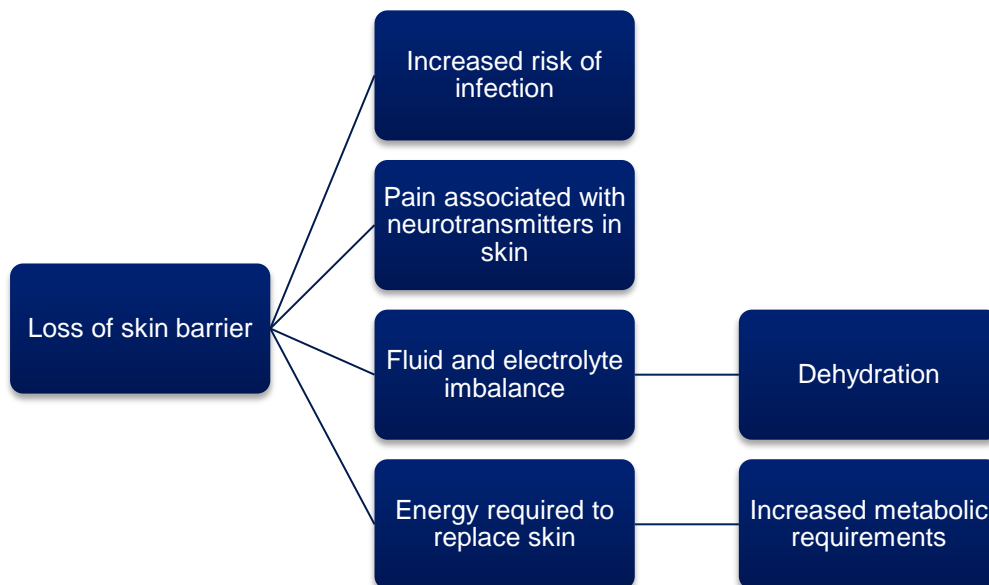 Increased risk of
infection
Pain associated with
neurotransmitters in
skin
Loss of skin barrier
Fluid and electrolyte
imbalance
Dehydration
Energy required to
replace skin
Increased metabolic
requirements